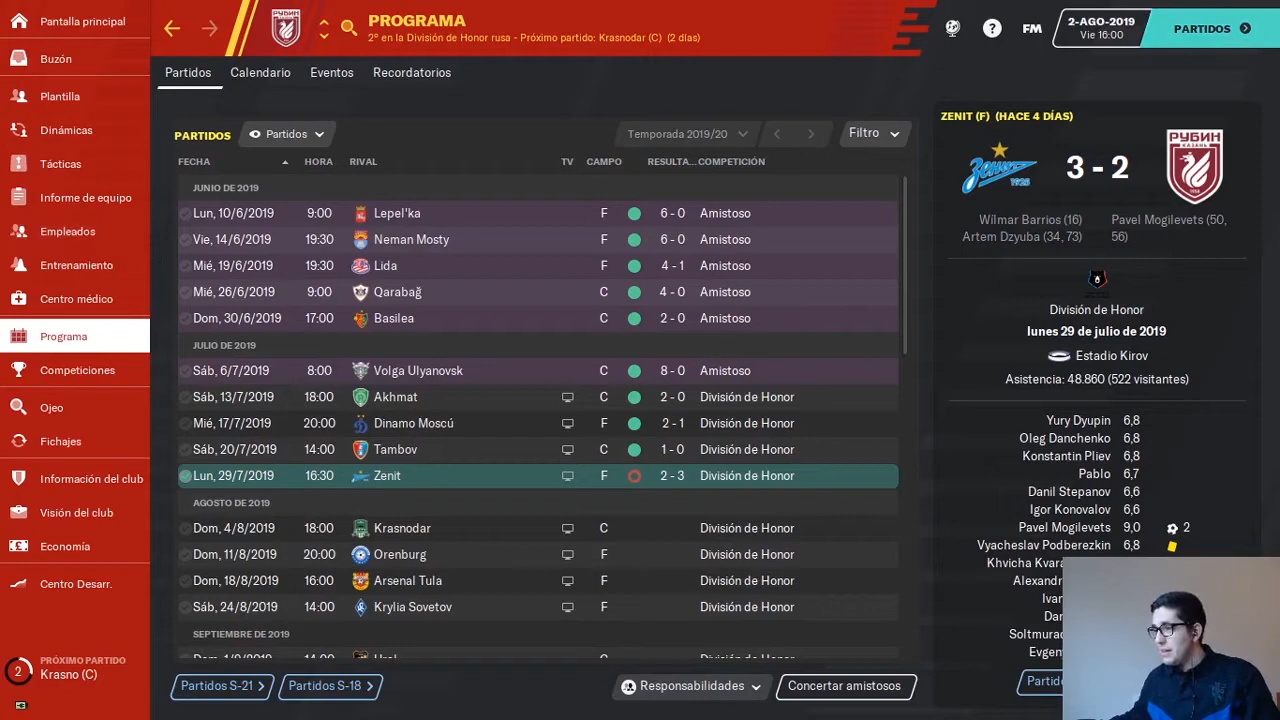 Pantalla principal
Buzón
Plantilla
Dinámicas
Tácticas
Informe de equipo
Empleados
Entrenamiento
Centro médico
Programa
Competiciones
Ojeo
Fichajes
Información del club
Visión del club
Economía
Centro Desarr.
2
PRÓXIMO PARTIDO
Krasno (C)
РУБИН
PROGRAMA
2º en la División de Honor rusa - Próximo partido: Krasnodar (C) (2 días)
? FM
2-AGO-2019
Vie 16:00
PARTIDOS
Partidos Calendario Eventos Recordatorios
PARTIDOS Partidos Temporada 2019/20 Filtro
FECHA HORA RIVAL TV CAMPO RESULTA... COMPETICIÓN
JUNIO DE 2019
Lun, 10/6/2019 9:00 Lepel'ka F 6 - 0 Amistoso
Vie, 14/6/2019 19:30 Neman Mosty F 6 - 0 Amistoso
Mié, 19/6/2019 19:30 Lida F 4 - 1 Amistoso
Mié, 26/6/2019 9:00 Qarabağ C 4 - 0 Amistoso
Dom, 30/6/2019 17:00 Basilea C 2 - 0 Amistoso
JULIO DE 2019
Sáb, 6/7/2019 8:00 Volga Ulyanovsk C 8 - 0 Amistoso
Sáb, 13/7/2019 18:00 Akhmat C 2 - 0 División de Honor
Mié, 17/7/2019 20:00 Dinamo Moscú F 2 - 1 División de Honor
Sáb, 20/7/2019 14:00 Tambov C 1 - 0 División de Honor
Lun, 29/7/2019 16:30 Zenit F 2 - 3 División de Honor
AGOSTO DE 2019
Dom, 4/8/2019 18:00 Krasnodar C División de Honor
Dom, 11/8/2019 20:00 Orenburg F División de Honor
Dom, 18/8/2019 16:00 Arsenal Tula F División de Honor
Sáb, 24/8/2019 14:00 Krylia Sovetov F División de Honor
SEPTIEMBRE DE 2019
Partidos S-21 Partidos S-18 Responsabilidades Concertar amistosos
ZENIT (F) (HACE 4 DÍAS)
3 - 2
РУБИН
КАЗАНЬ
1958
Wílmar Barrios (16)
Artem Dzyuba (34, 73)
Pavel Mogilevets (50,
56)
División de Honor
lunes 29 de julio de 2019
Estadio Kirov
Asistencia: 48.860 (522 visitantes)
Yury Dyupin 6,8
Oleg Danchenko 6,8
Konstantin Pliev 6,8
Pablo 6,7
Danil Stepanov 6,6
Igor Konovalov 6,6
Pavel Mogilevets 9,0 2
Vyacheslav Podberezkin 6,8
Khvicha Kvara
Alexand
Ivan
Dan
Soltmura
Evgen
Partido